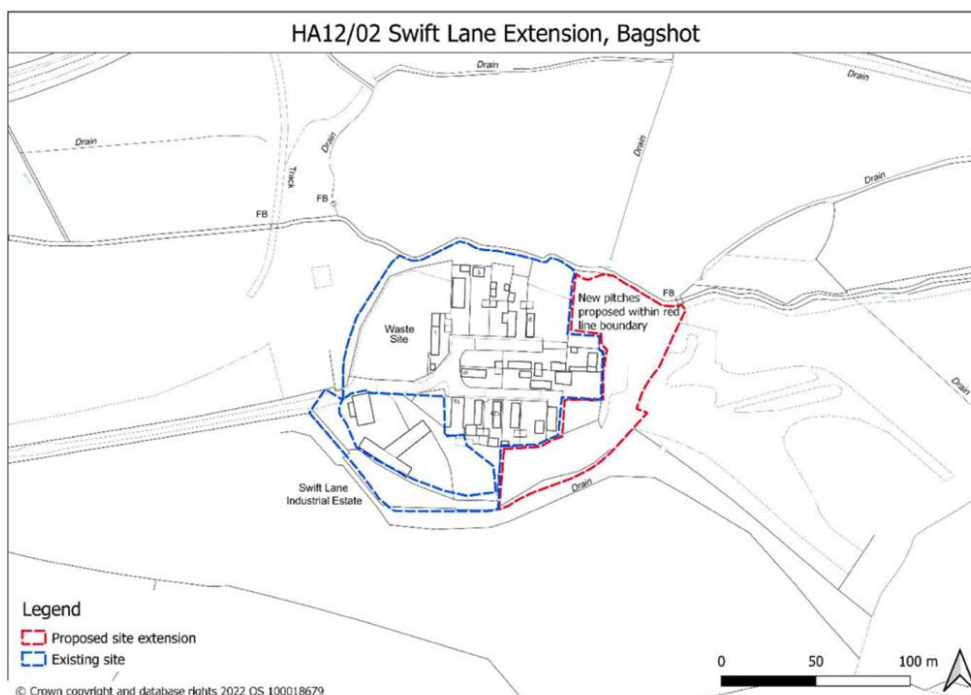 HA12/02 Swift Lane Extension, Bagshot
Drain
Drain
Drain
Drain
Drain
Track
Drain
FB
FB
FB
New pitches
proposed within red
line boundary
Waste
Site
Drain
Swift Lane
Industrial Estate
Drain
Legend
Proposed site extension
Existing site
0 50 100 m
© Crown copyright and database rights 2022 OS 100018679